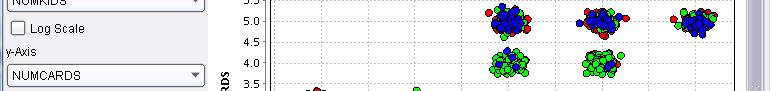 NUMKIDS
Log Scale
y-Axis
NUMCARDS
RDS
5.5
5.0
4.5
4.0
3.5